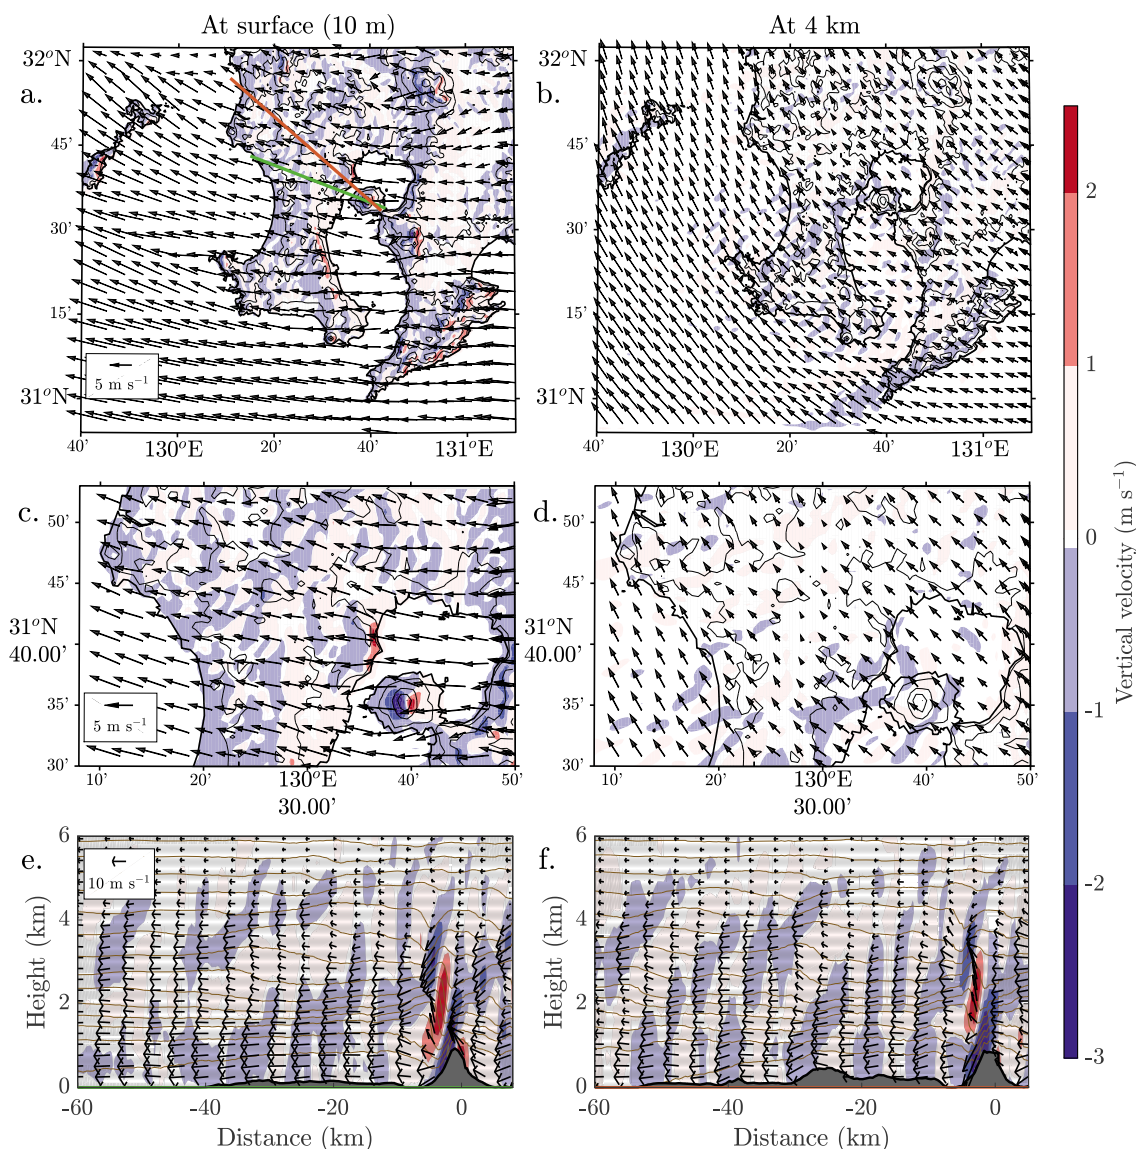 At surface (10 m)
At 4 km
a.
32°N
45'
30'
15'
31°N
5 m s⁻¹
40'
130°E
20'
40'
131°E
b.
32°N
45'
30'
15'
31°N
40'
130°E
20'
40'
131°E
c.
50'
45'
31°N
40.00'
35'
30'
5 m s⁻¹
10'
20'
130°E
30.00'
40'
50'
d.
50'
45'
31°N
40.00'
35'
30'
10'
20'
130°E
30.00'
40'
50'
e.
10 m s⁻¹
6
4
2
0
Height (km)
-60
-40
-20
0
Distance (km)
f.
6
4
2
0
Height (km)
-60
-40
-20
0
Distance (km)
2
1
0
-1
-2
-3
Vertical velocity (m s⁻¹)